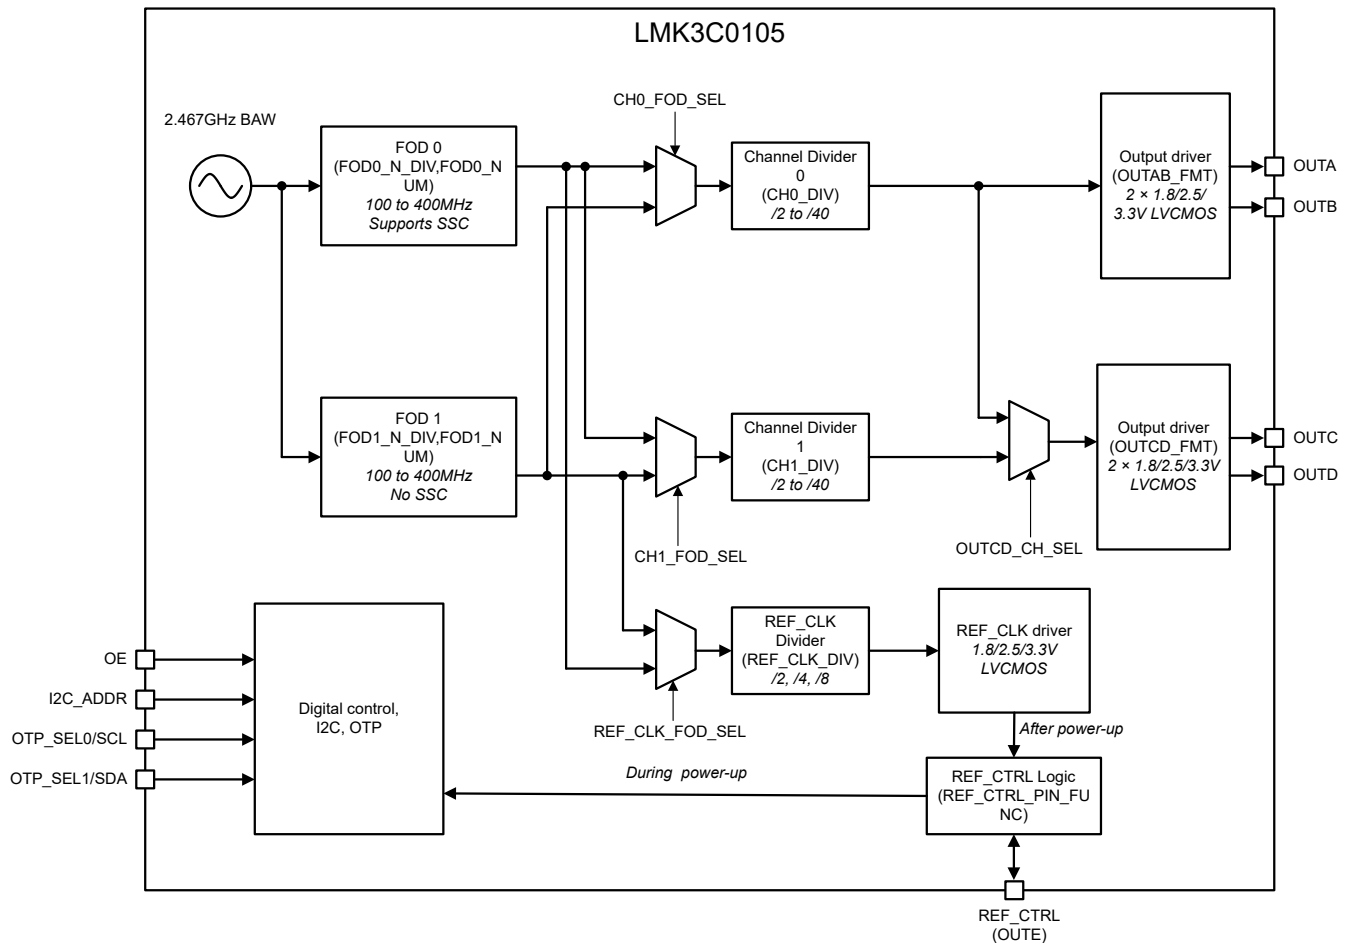 LMK3C0105
CH0_FOD_SEL
2.467GHz BAW
FOD 0
(FOD0_N_DIV,FOD0_N
UM)
100 to 400MHz
Supports SSC
Channel Divider
0
(CH0_DIV)
/2 to /40
Output driver
(OUTAB_FMT)
2 × 1.8/2.5/
3.3V LVCMOS
OUTA
OUTB
FOD 1
(FOD1_N_DIV,FOD1_N
UM)
100 to 400MHz
No SSC
Channel Divider
1
(CH1_DIV)
/2 to /40
Output driver
(OUTCD_FMT)
2 × 1.8/2.5/3.3V
LVCMOS
OUTC
OUTD
CH1_FOD_SEL
OUTCD_CH_SEL
REF_CLK
Divider
(REF_CLK_DIV)
/2, /4, /8
REF_CLK driver
1.8/2.5/3.3V
LVCMOS
OE
I2C_ADDR
OTP_SEL0/SCL
OTP_SEL1/SDA
Digital control,
I2C, OTP
REF_CLK_FOD_SEL
After power-up
During power-up
REF_CTRL Logic
(REF_CTRL_PIN_FU
NC)
REF_CTRL
(OUTE)